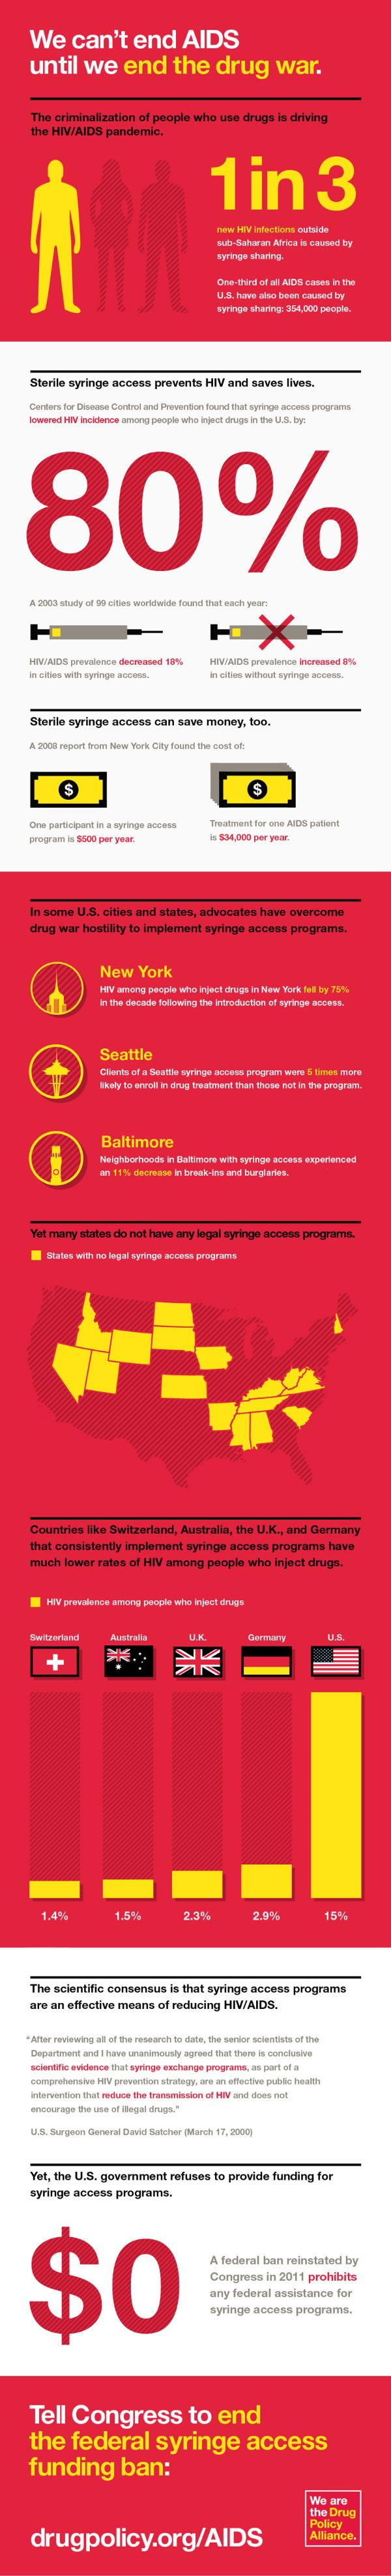 We can't end AIDS
until we end the drug war.
The criminalization of people who use drugs is driving
the HIV/AIDS pandemic.
1 in 3
new HIV infections outside
sub-Saharan Africa is caused by
syringe sharing.
One-third of all AIDS cases in the
U.S. have also been caused by
syringe sharing: 354,000 people.
Sterile syringe access prevents HIV and saves lives.
Centers for Disease Control and Prevention found that syringe access programs
lowered HIV incidence among people who inject drugs in the U.S. by:
80%
A 2003 study of 99 cities worldwide found that each year:
HIV/AIDS prevalence decreased 18%
in cities with syringe access.
HIV/AIDS prevalence increased 8%
in cities without syringe access.
Sterile syringe access can save money, too.
A 2008 report from New York City found the cost of:
$
$
One participant in a syringe access
program is $500 per year.
Treatment for one AIDS patient
is $34,000 per year.
In some U.S. cities and states, advocates have overcome
drug war hostility to implement syringe access programs.
New York
HIV among people who inject drugs in New York fell by 75%
in the decade following the introduction of syringe access.
Seattle
Clients of a Seattle syringe access program were 5 times more
likely to enroll in drug treatment than those not in the program.
Baltimore
Neighborhoods in Baltimore with syringe access experienced
an 11% decrease in break-ins and burglaries.
Yet many states do not have any legal syringe access programs.
States with no legal syringe access programs
Countries like Switzerland, Australia, the U.K., and Germany
that consistently implement syringe access programs have
much lower rates of HIV among people who inject drugs.
HIV prevalence among people who inject drugs
Switzerland Australia U.K. Germany U.S.
1.4% 1.5% 2.3% 2.9% 15%
The scientific consensus is that syringe access programs
are an effective means of reducing HIV/AIDS.
"After reviewing all of the research to date, the senior scientists of the
Department and I have unanimously agreed that there is conclusive
scientific evidence that syringe exchange programs, as part of a
comprehensive HIV prevention strategy, are an effective public health
intervention that reduce the transmission of HIV and does not
encourage the use of illegal drugs."
U.S. Surgeon General David Satcher (March 17, 2000)
Yet, the U.S. government refuses to provide funding for
syringe access programs.
$0
A federal ban reinstated by
Congress in 2011 prohibits
any federal assistance for
syringe access programs.
Tell Congress to end
the federal syringe access
funding ban:
drugpolicy.org/AIDS
We are
the Drug
Policy
Alliance.